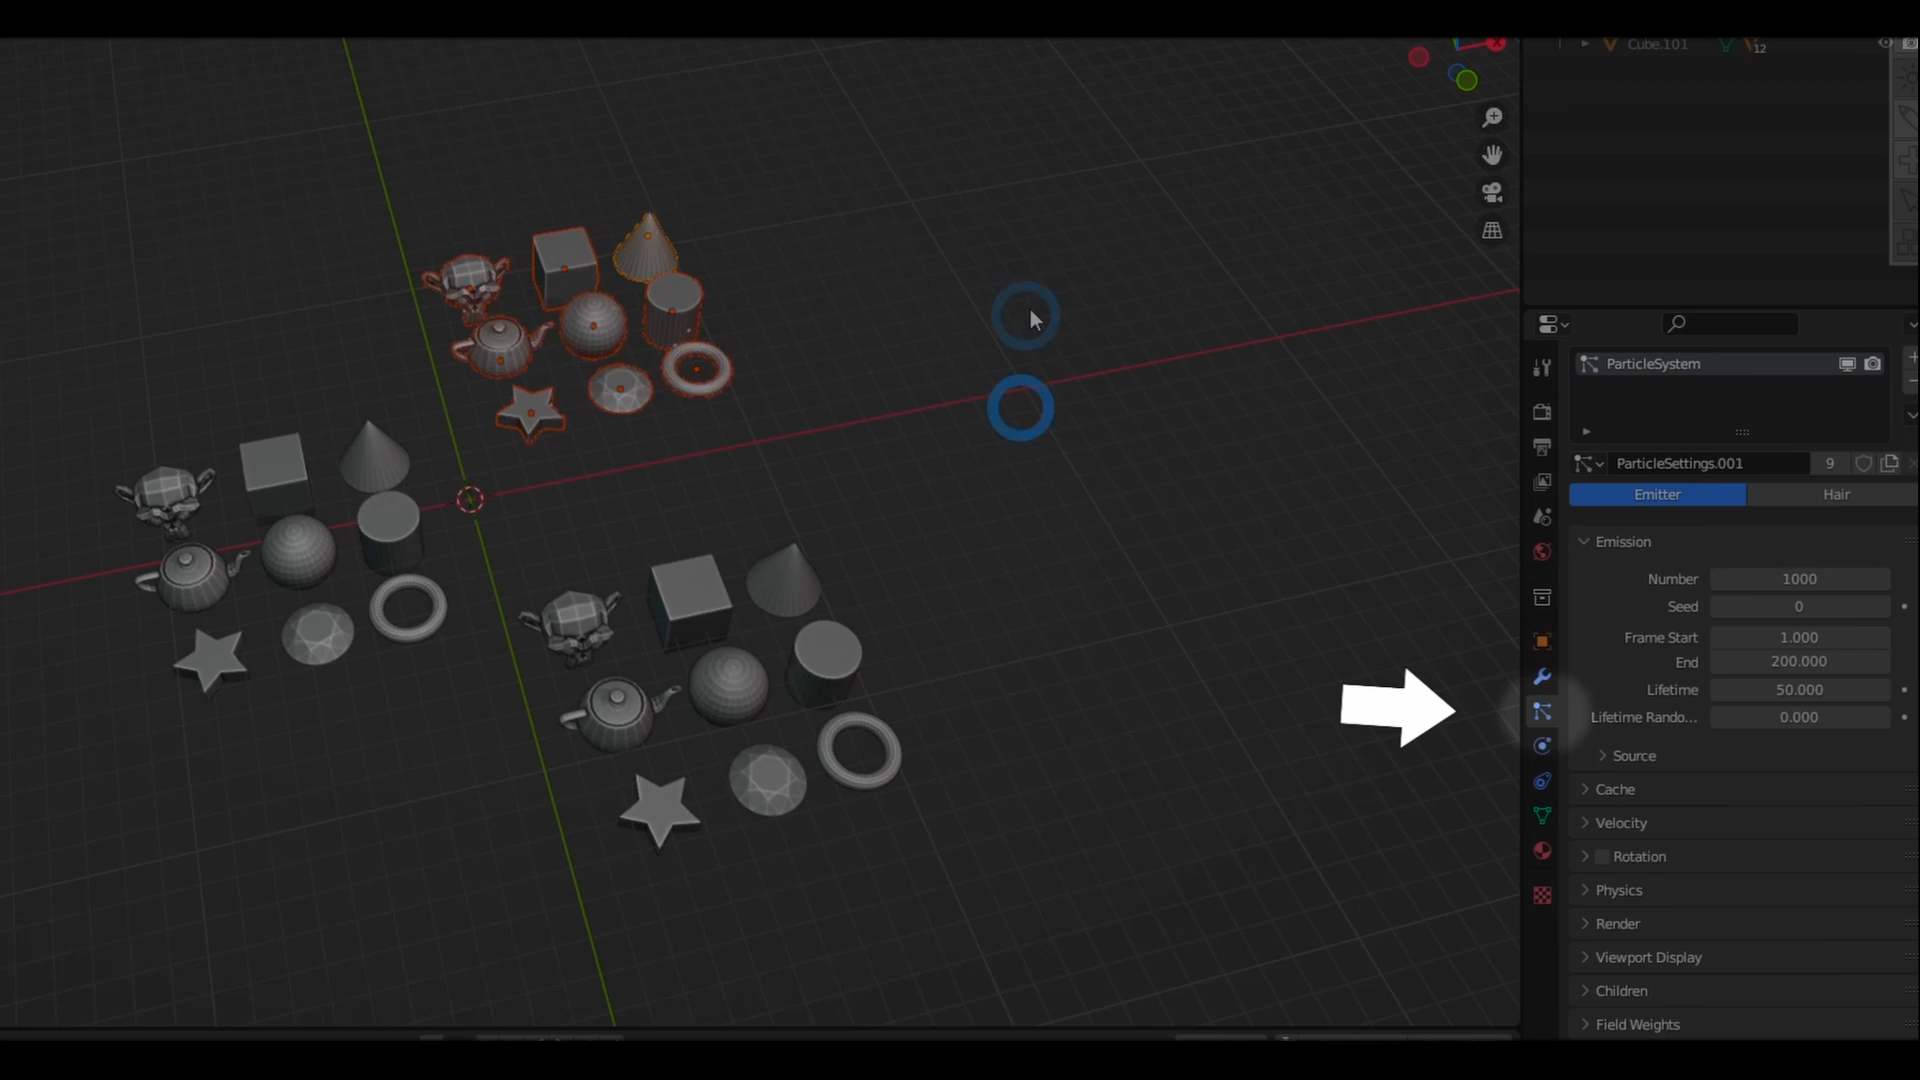 X
Cube.101
12
ParticleSystem
ParticleSettings.001 9
Emitter Hair
Emission
Number 1000
Seed 0
Frame Start 1.000
End 200.000
Lifetime 50.000
Lifetime Rando... 0.000
Source
Cache
Velocity
Rotation
Physics
Render
Viewport Display
Children
Field Weights